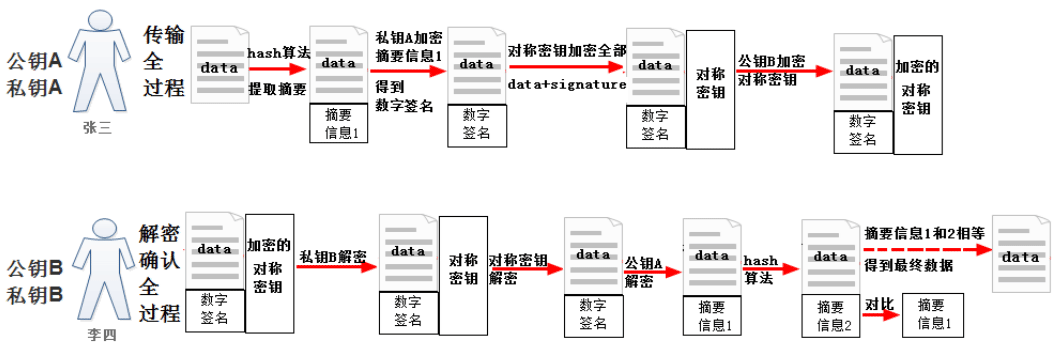 公钥A
私钥A
张三
传输
全
过程
data
hash算法
提取摘要
data
摘要
信息1
私钥A加密
摘要信息1
得到
数字签名
data
数字
签名
对称密钥加密全部
data+signature
data
数字
签名
对称
密钥
公钥B加密
对称密钥
data
数字
签名
加密的
对称
密钥
公钥B
私钥B
李四
解密
确认
全
过程
data
数字
签名
加密的
对称
密钥
私钥B解密
data
数字
签名
对称
密钥
对称密钥
解密
data
数字
签名
公钥A
解密
data
摘要
信息1
hash
算法
data
摘要
信息2
对比
摘要
信息1
摘要信息1和2相等
得到最终数据
data